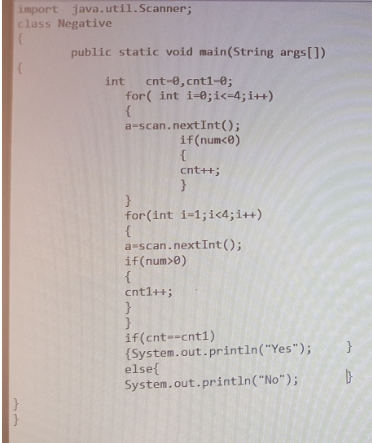 import java.util.Scanner;
class Negative
{
public static void main(String args[])
{
int cnt=0,cnt1=0;
for( int i=0;i<=4;i++)
{
a=scan.nextInt();
if(num<0)
{
cnt++;
}
}
for(int i=1;i<4;i++)
{
a=scan.nextInt();
if(num>0)
{
cnt1++;
}
}
if(cnt==cnt1)
{System.out.println("Yes"); }
else{
System.out.println("No"); }
}
}